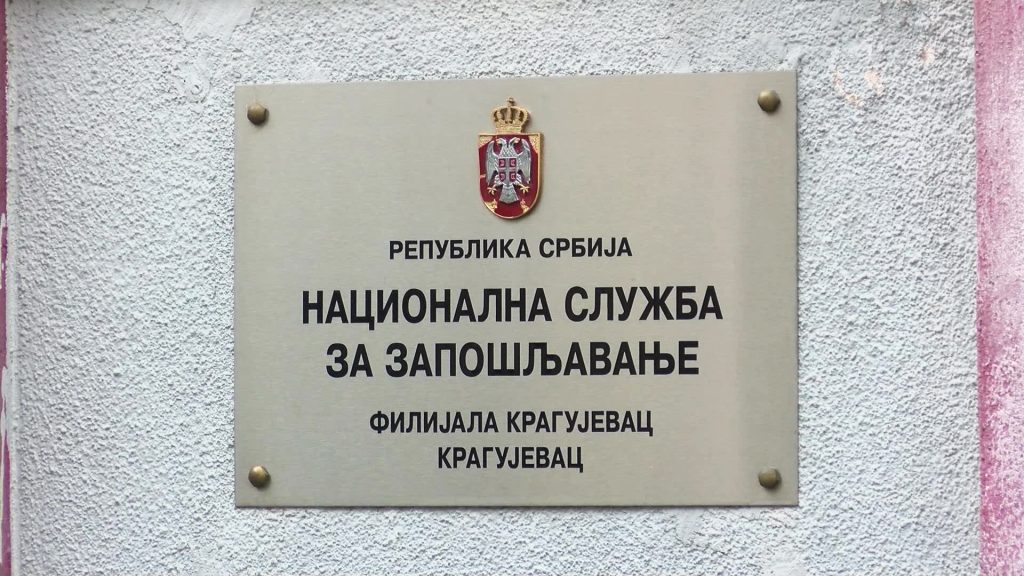 РЕПУБЛИКА СРБИЈА
НАЦИОНАЛНА СЛУЖБА
ЗА ЗАПОШЉАВАЊЕ
ФИЛИЈАЛА КРАГУЈЕВАЦ
КРАГУЈЕВАЦ